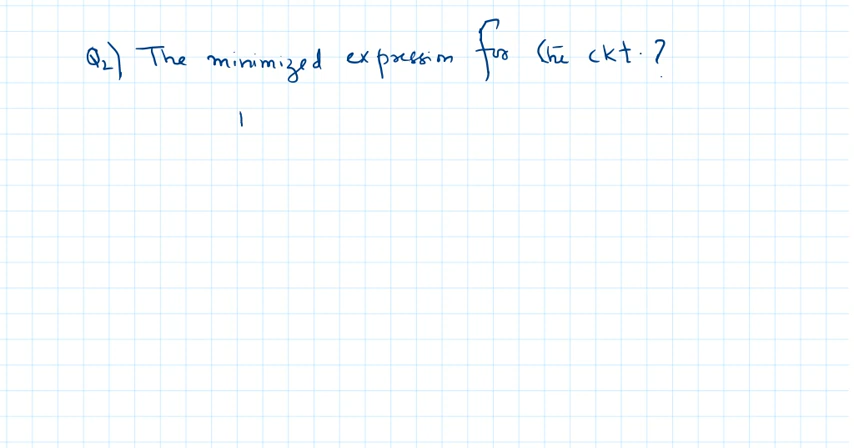 Q2) The minimized expression for the ckt.?